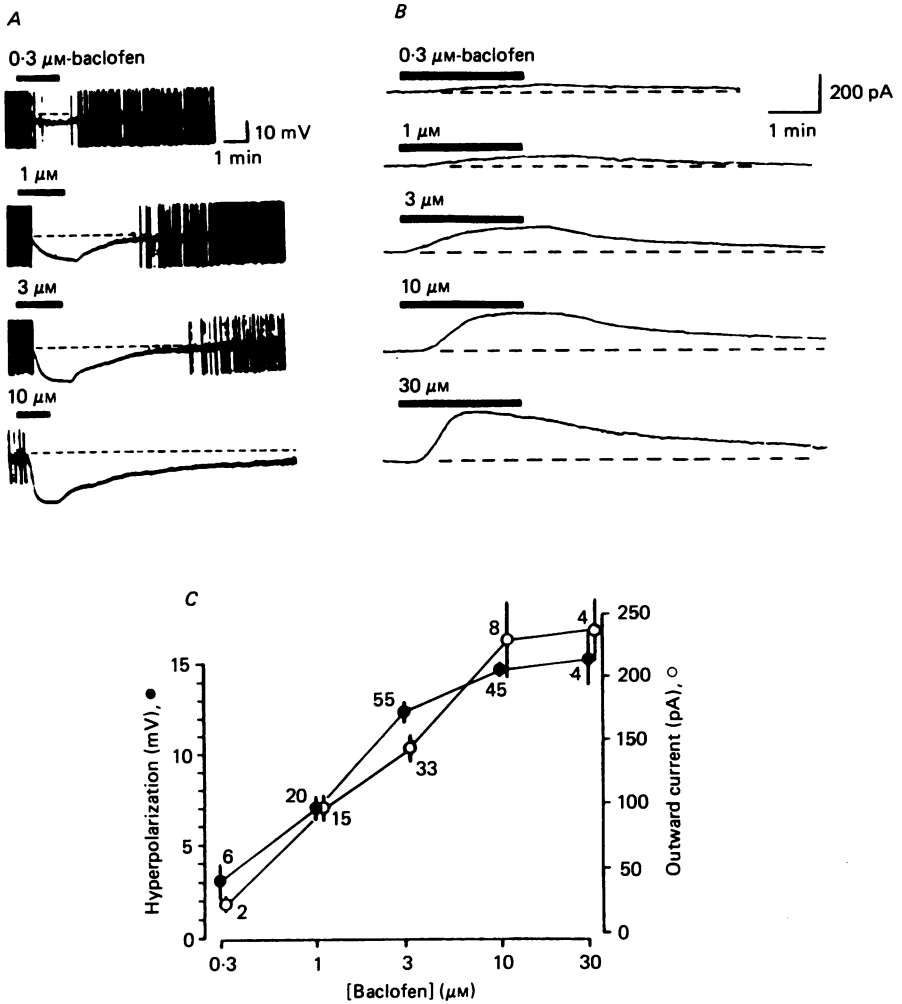 A
0·3 μM-baclofen
10 mV
1 min
1 μM
3 μM
10 μM
B
0·3 μM-baclofen
200 pA
1 min
1 μM
3 μM
10 μM
30 μM
C
15
10
5
0
Hyperpolarization (mV), ●
250
200
150
100
50
0
Outward current (pA), ○
6
2
20
15
55
33
8
45
4
4
0·3
1
3
10
30
[Baclofen] (μM)